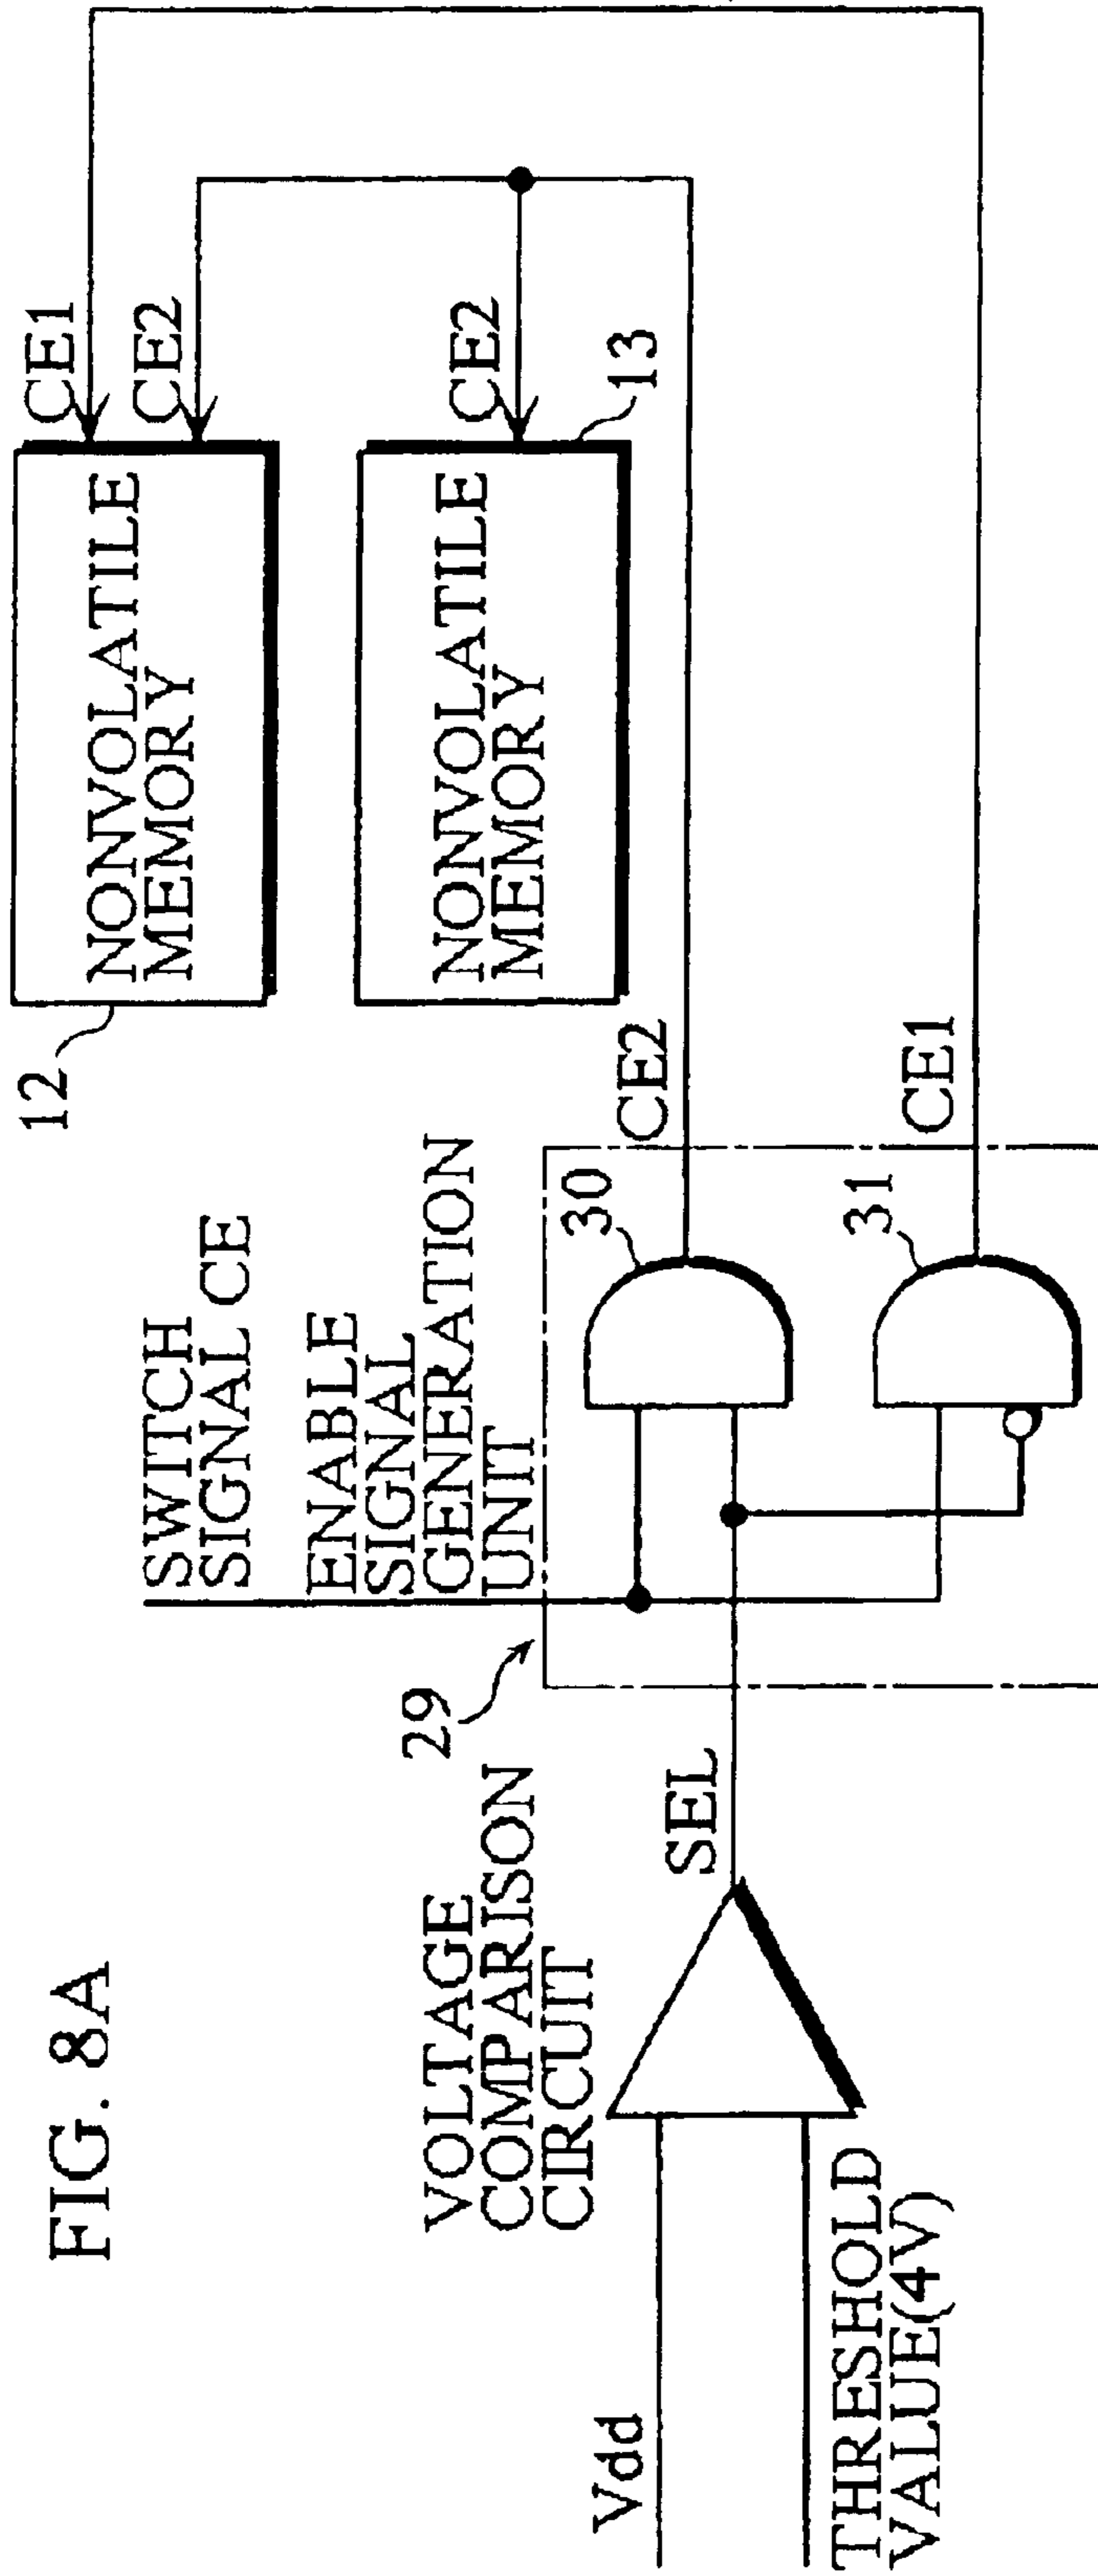 FIG. 8A
SWITCH
SIGNAL CE
ENABLE
SIGNAL
GENERATION
UNIT
29
VOLTAGE
COMPARISON
CIRCUIT
Vdd
THRESHOLD
VALUE(4V)
SEL
30
31
CE2
CE1
12
NONVOLATILE
MEMORY
CE1
CE2
NONVOLATILE
MEMORY
CE2
13